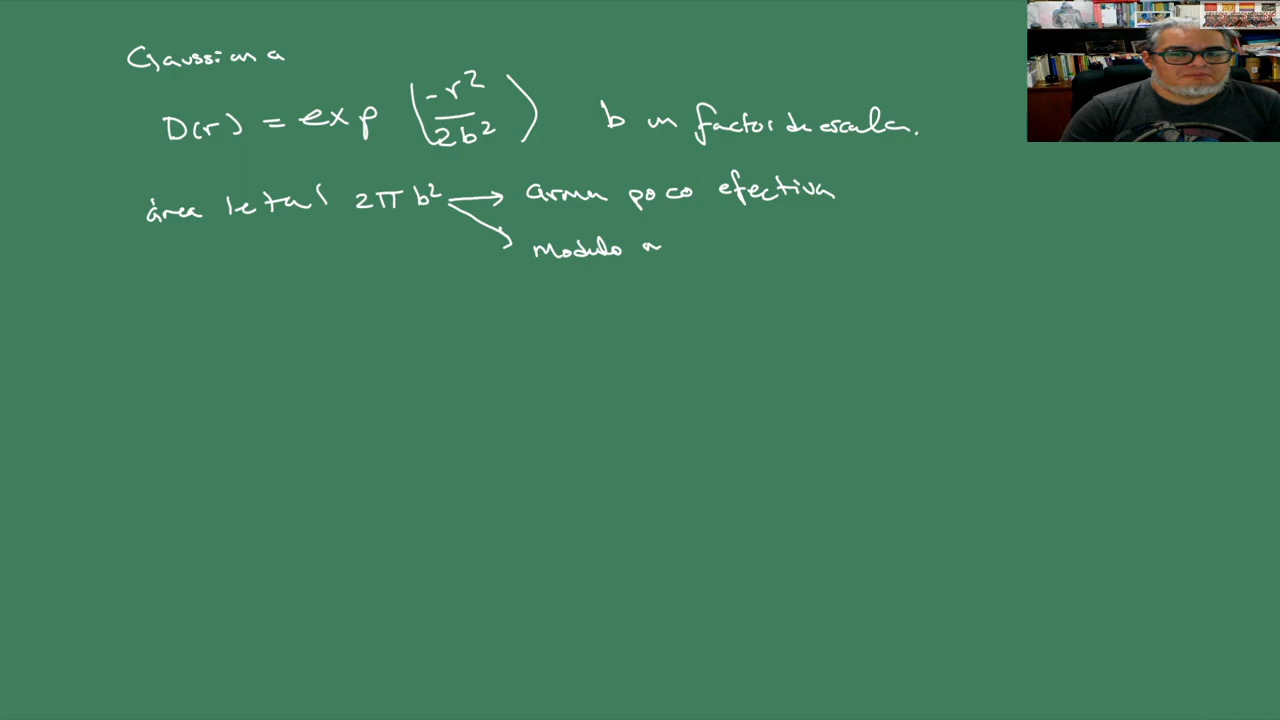 Gaussiana
D(r) = exp (-r²/2b²) b un factor de escala.
área letal 2πb² → arma poco efectiva
→ modulo a